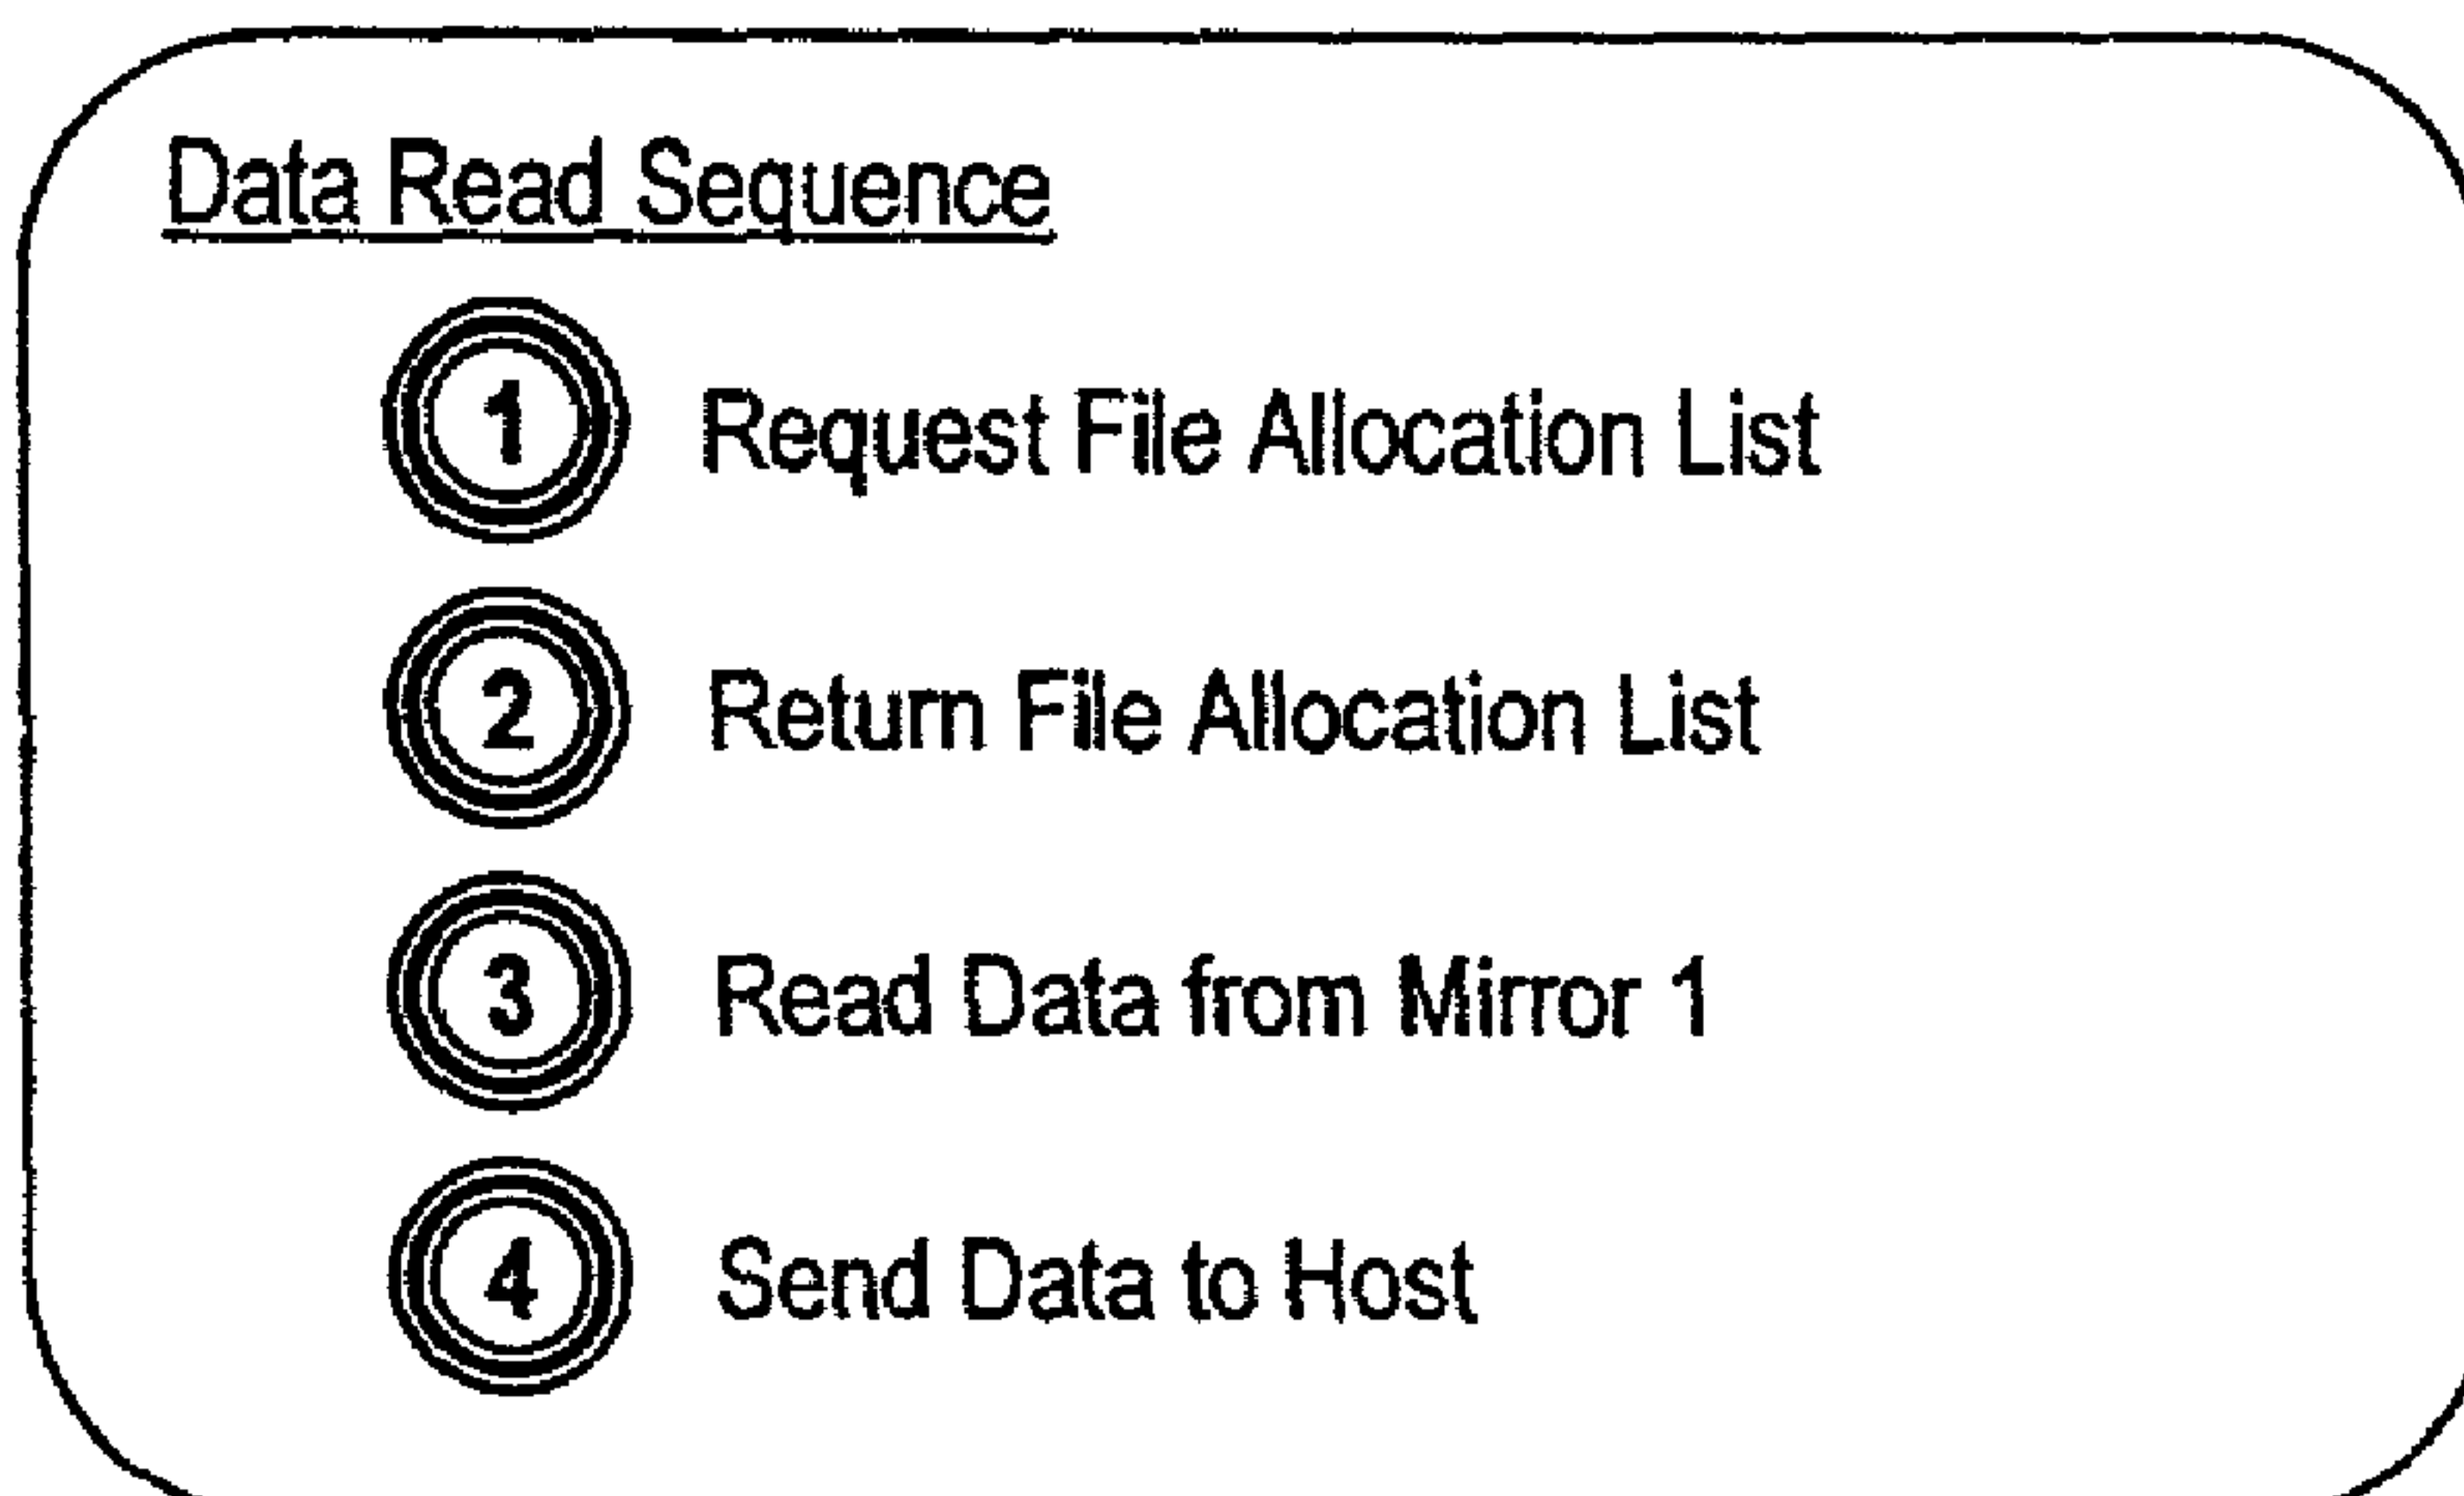 Data Read Sequence
1 Request File Allocation List
2 Return File Allocation List
3 Read Data from Mirror 1
4 Send Data to Host